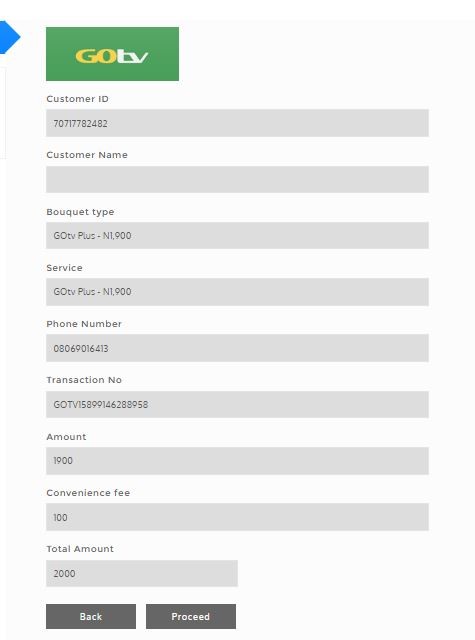 GOtv
Customer ID
70717782482
Customer Name
Bouquet type
GOtv Plus - N1,900
Service
GOtv Plus - N1,900
Phone Number
08069016413
Transaction No
GOTV15899146288958
Amount
1900
Convenience fee
100
Total Amount
2000
Back Proceed